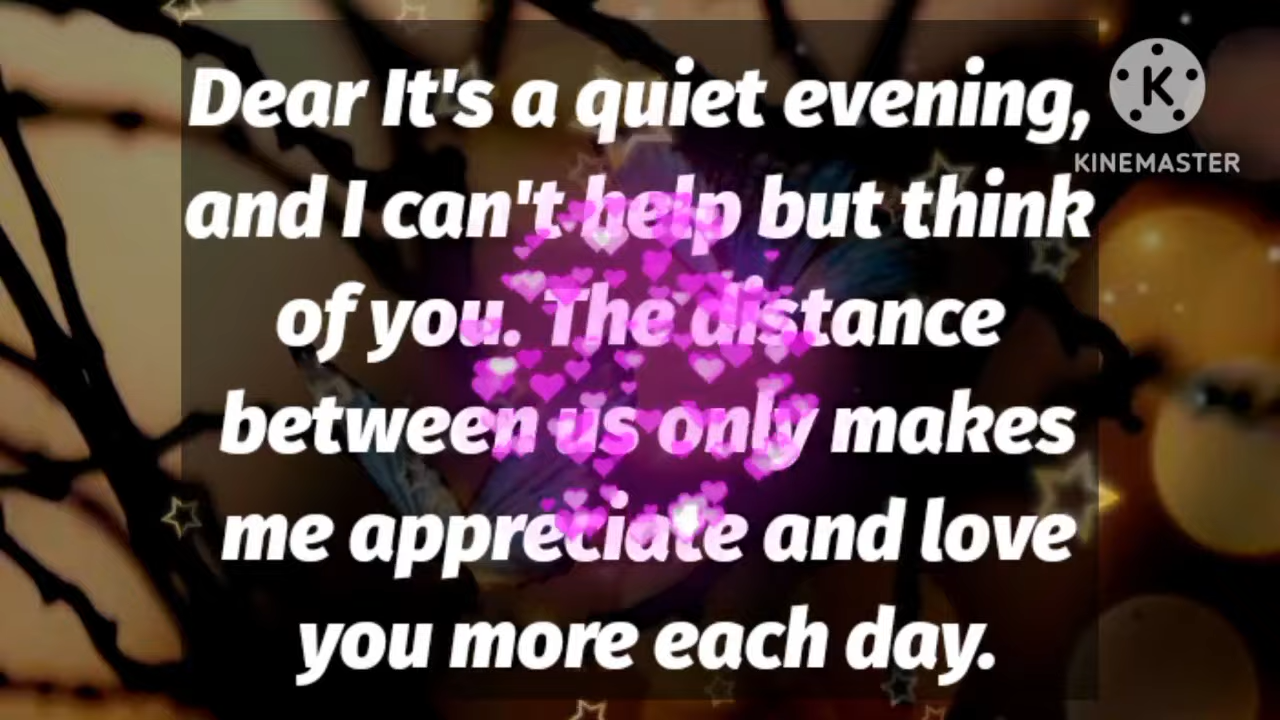 Dear It's a quiet evening,
and I can't help but think
of you. The distance
between us only makes
me appreciate and love
you more each day.
K
KINEMASTER